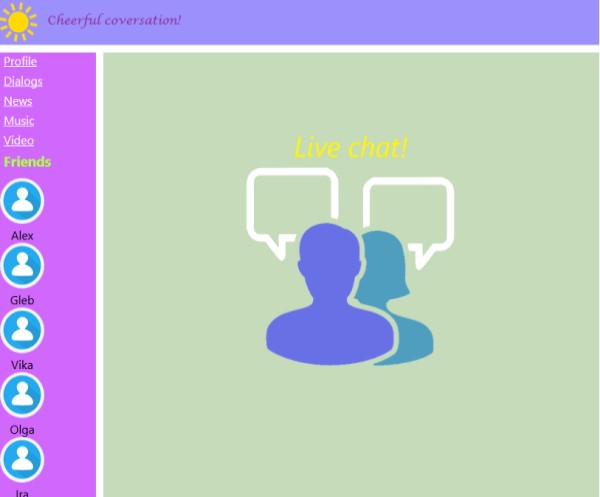 Cheerful coversation!
Profile
Dialogs
News
Music
Video
Friends
Alex
Gleb
Vika
Olga
Ira
Live chat!